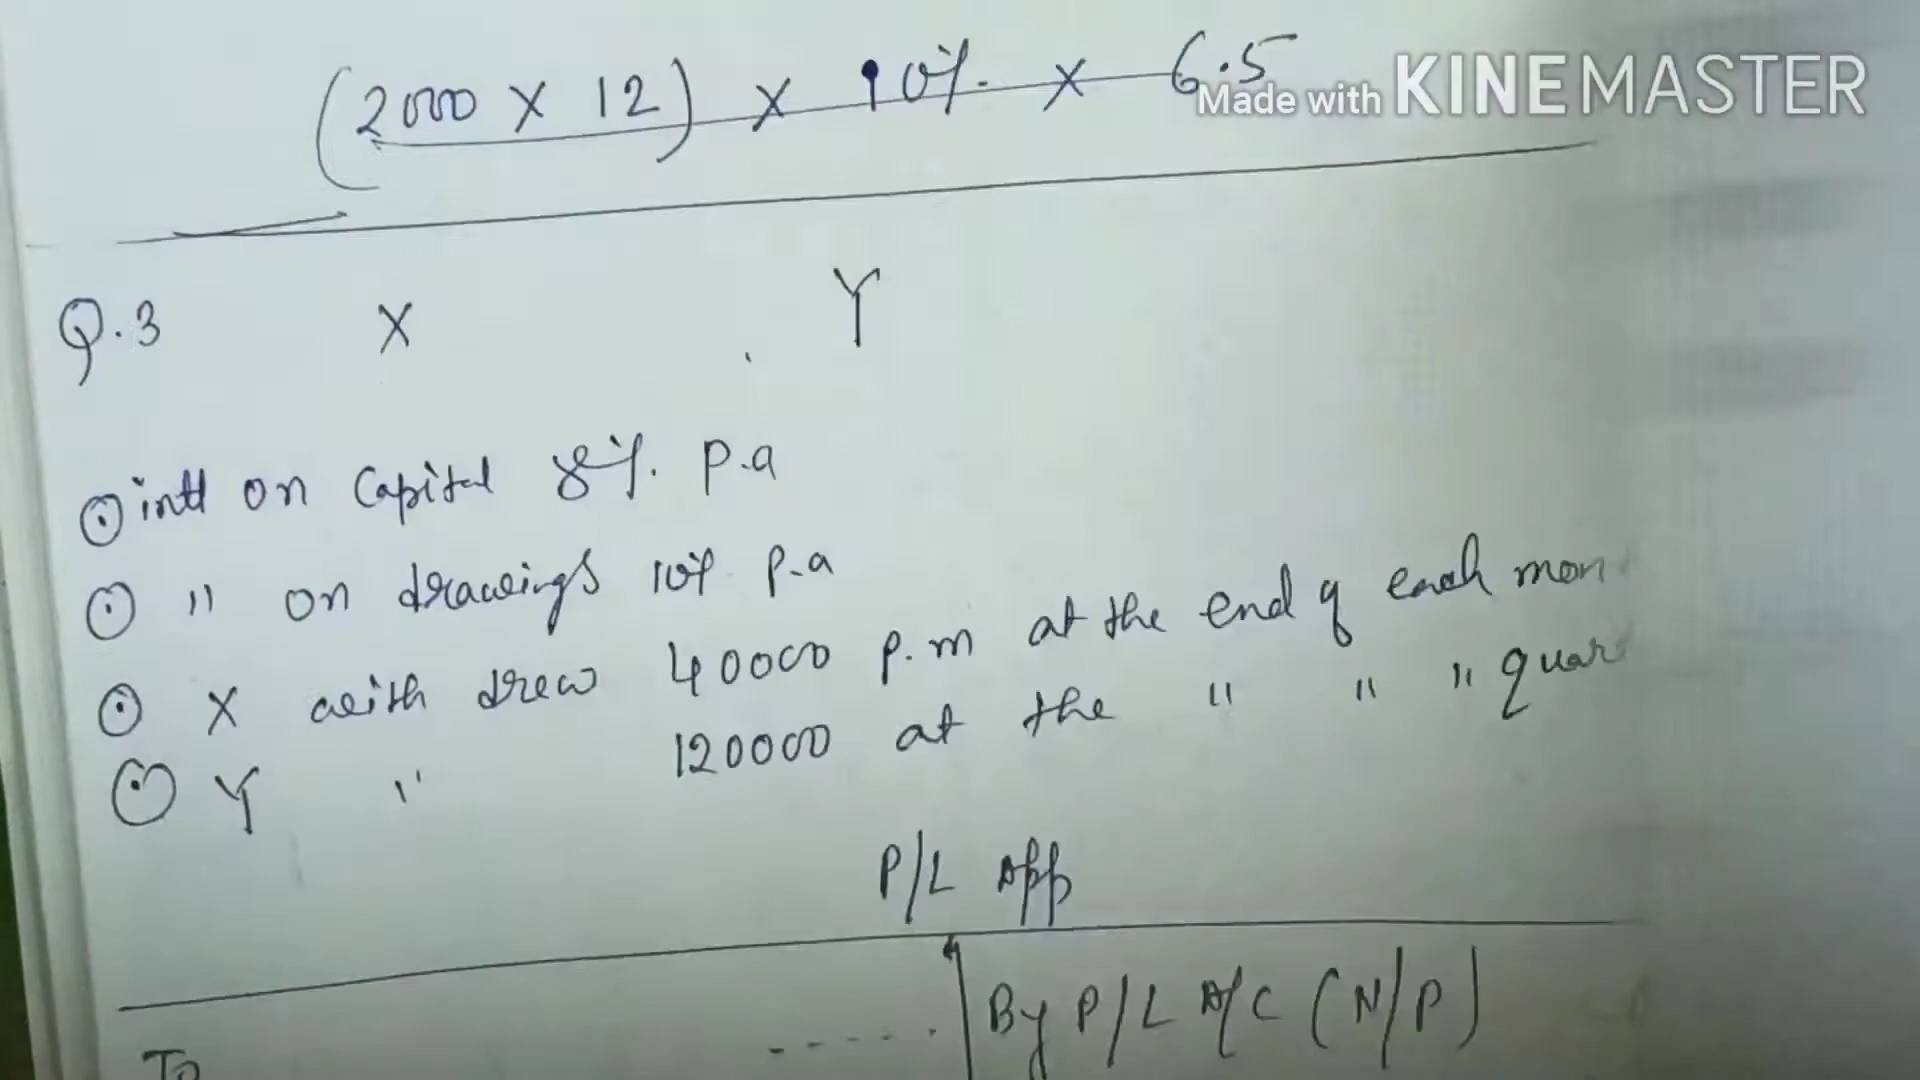 (2000 X 12) X 10%. X 6.5
Made with KINEMASTER
Q.3 X Y
intt on Capital 8%. P.a
" on drawings 10% P.a
X with drew 40000 P.m at the end of each mon
Y " 120000 at the " " " quar
P/L App
By P/L A/C (N/P)
To